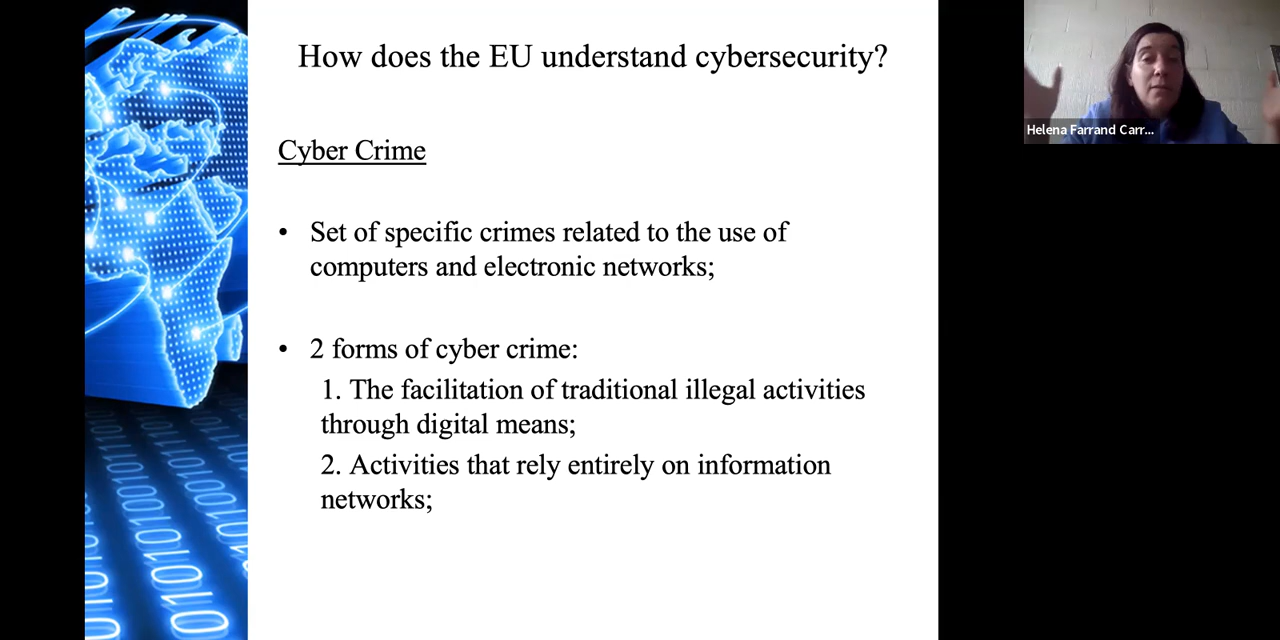 How does the EU understand cybersecurity?
Helena Farrand Carr...
Cyber Crime
• Set of specific crimes related to the use of
computers and electronic networks;
• 2 forms of cyber crime:
1. The facilitation of traditional illegal activities
through digital means;
2. Activities that rely entirely on information
networks;